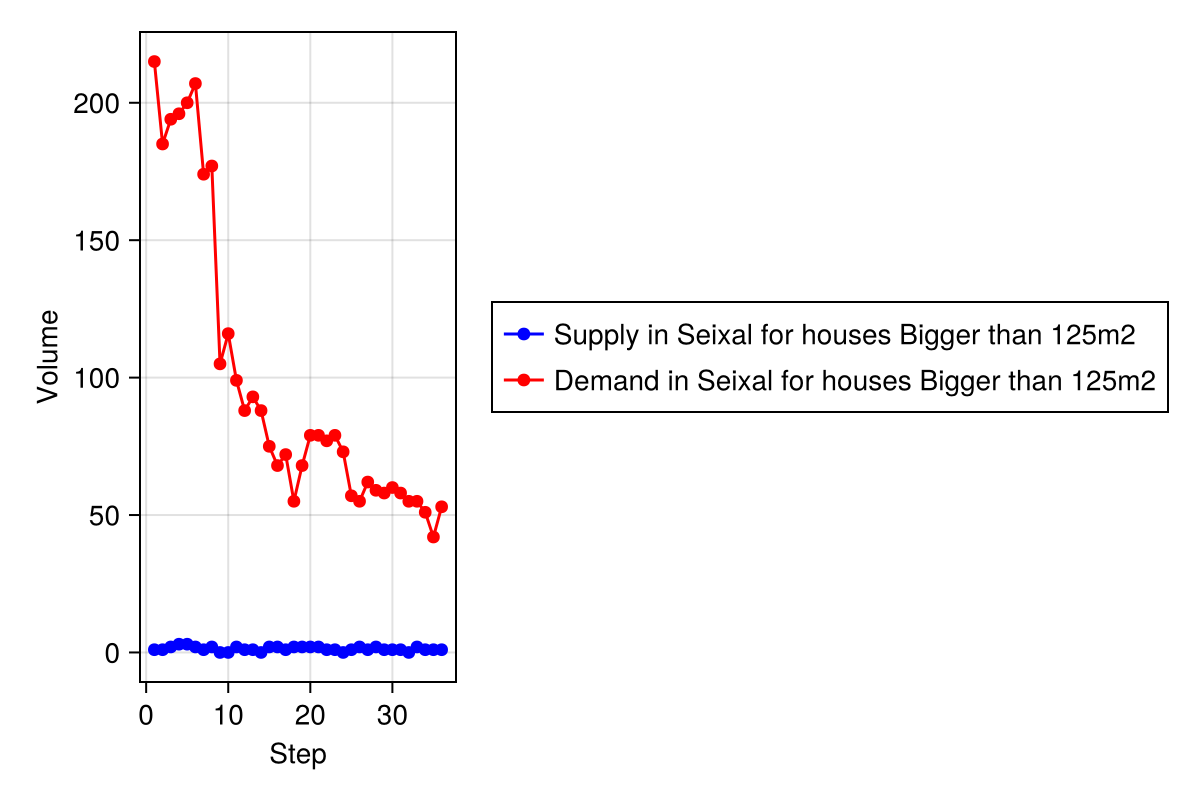 Volume
200
150
100
50
0
0 10 20 30
Step
Supply in Seixal for houses Bigger than 125m2
Demand in Seixal for houses Bigger than 125m2